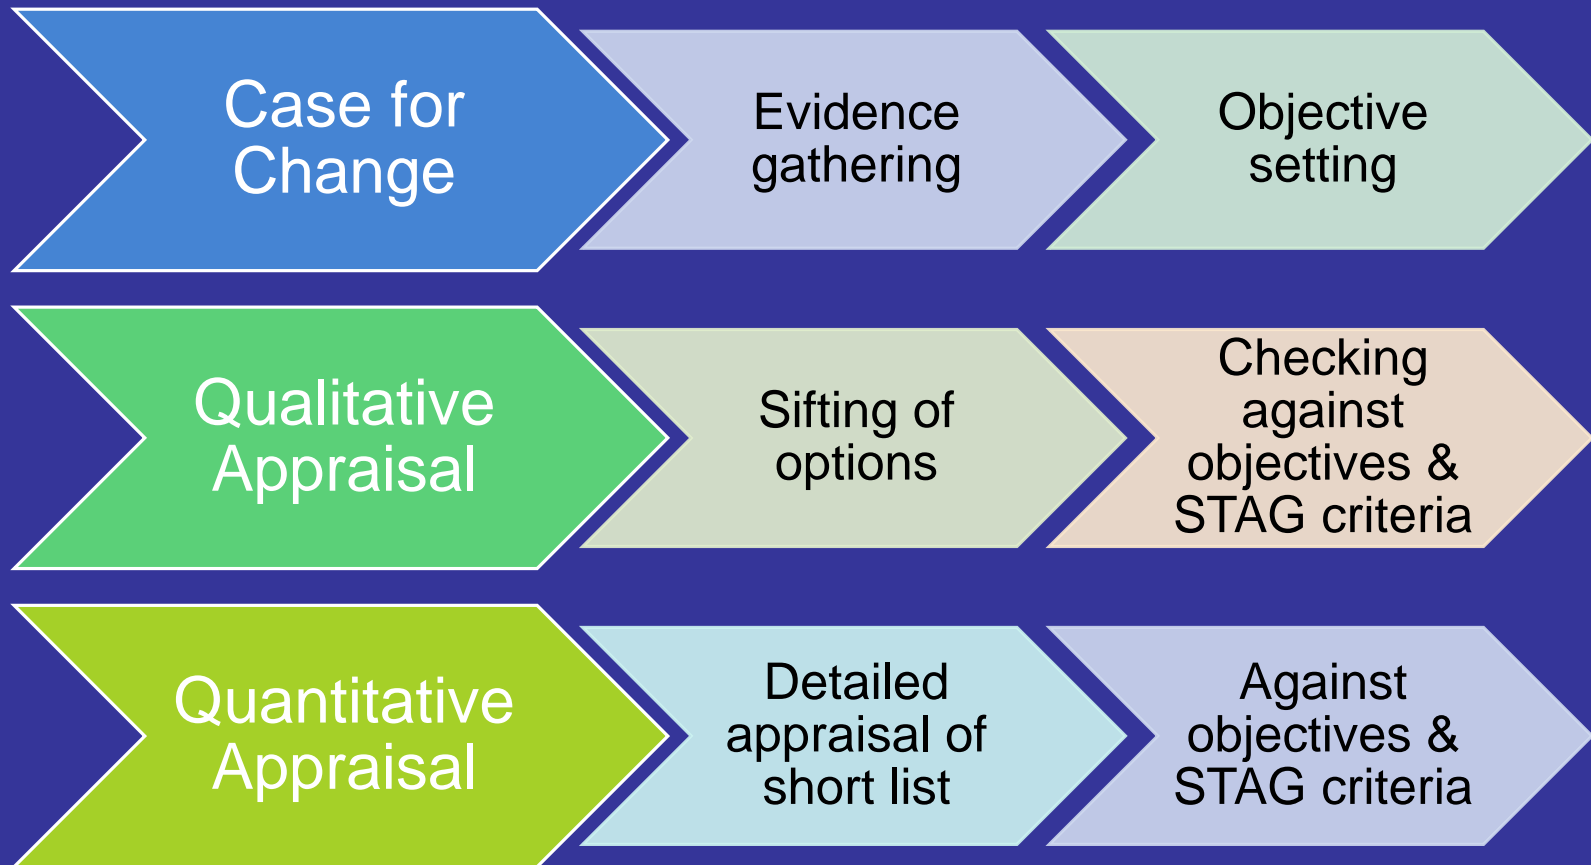 Case for
Change
Evidence
gathering
Objective
setting
Qualitative
Appraisal
Sifting of
options
Checking
against
objectives &
STAG criteria
Quantitative
Appraisal
Detailed
appraisal of
short list
Against
objectives &
STAG criteria